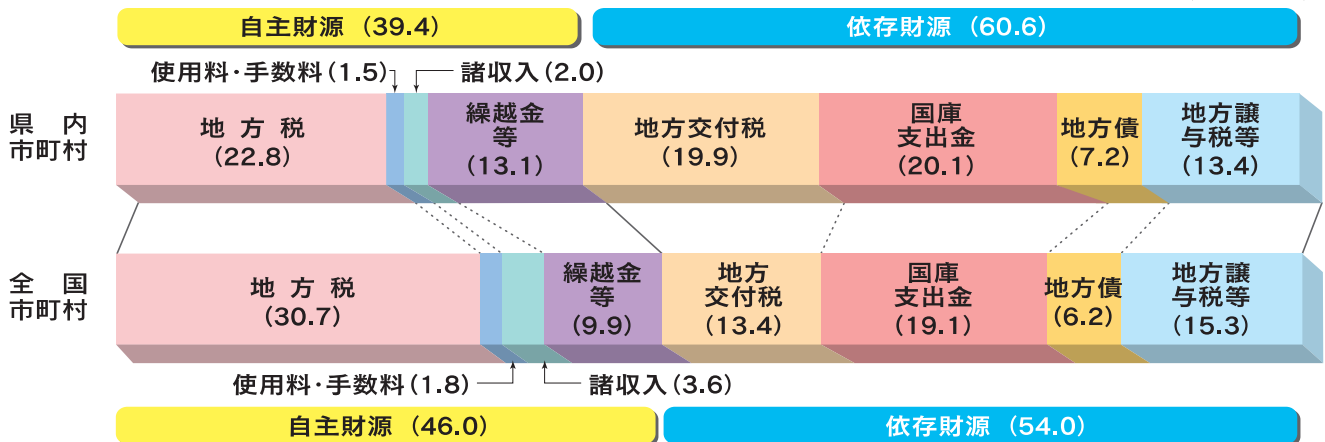 自主財源 (39.4)
依存財源 (60.6)
使用料･手数料(1.5)
諸収入(2.0)
県内
市町村
地方税
(22.8)
繰越金
等
(13.1)
地方交付税
(19.9)
国庫
支出金
(20.1)
地方債
(7.2)
地方譲
与税等
(13.4)
全国
市町村
地方税
(30.7)
繰越金
等
(9.9)
地方
交付税
(13.4)
国庫
支出金
(19.1)
地方債
(6.2)
地方譲
与税等
(15.3)
使用料･手数料(1.8)
諸収入(3.6)
自主財源 (46.0)
依存財源 (54.0)